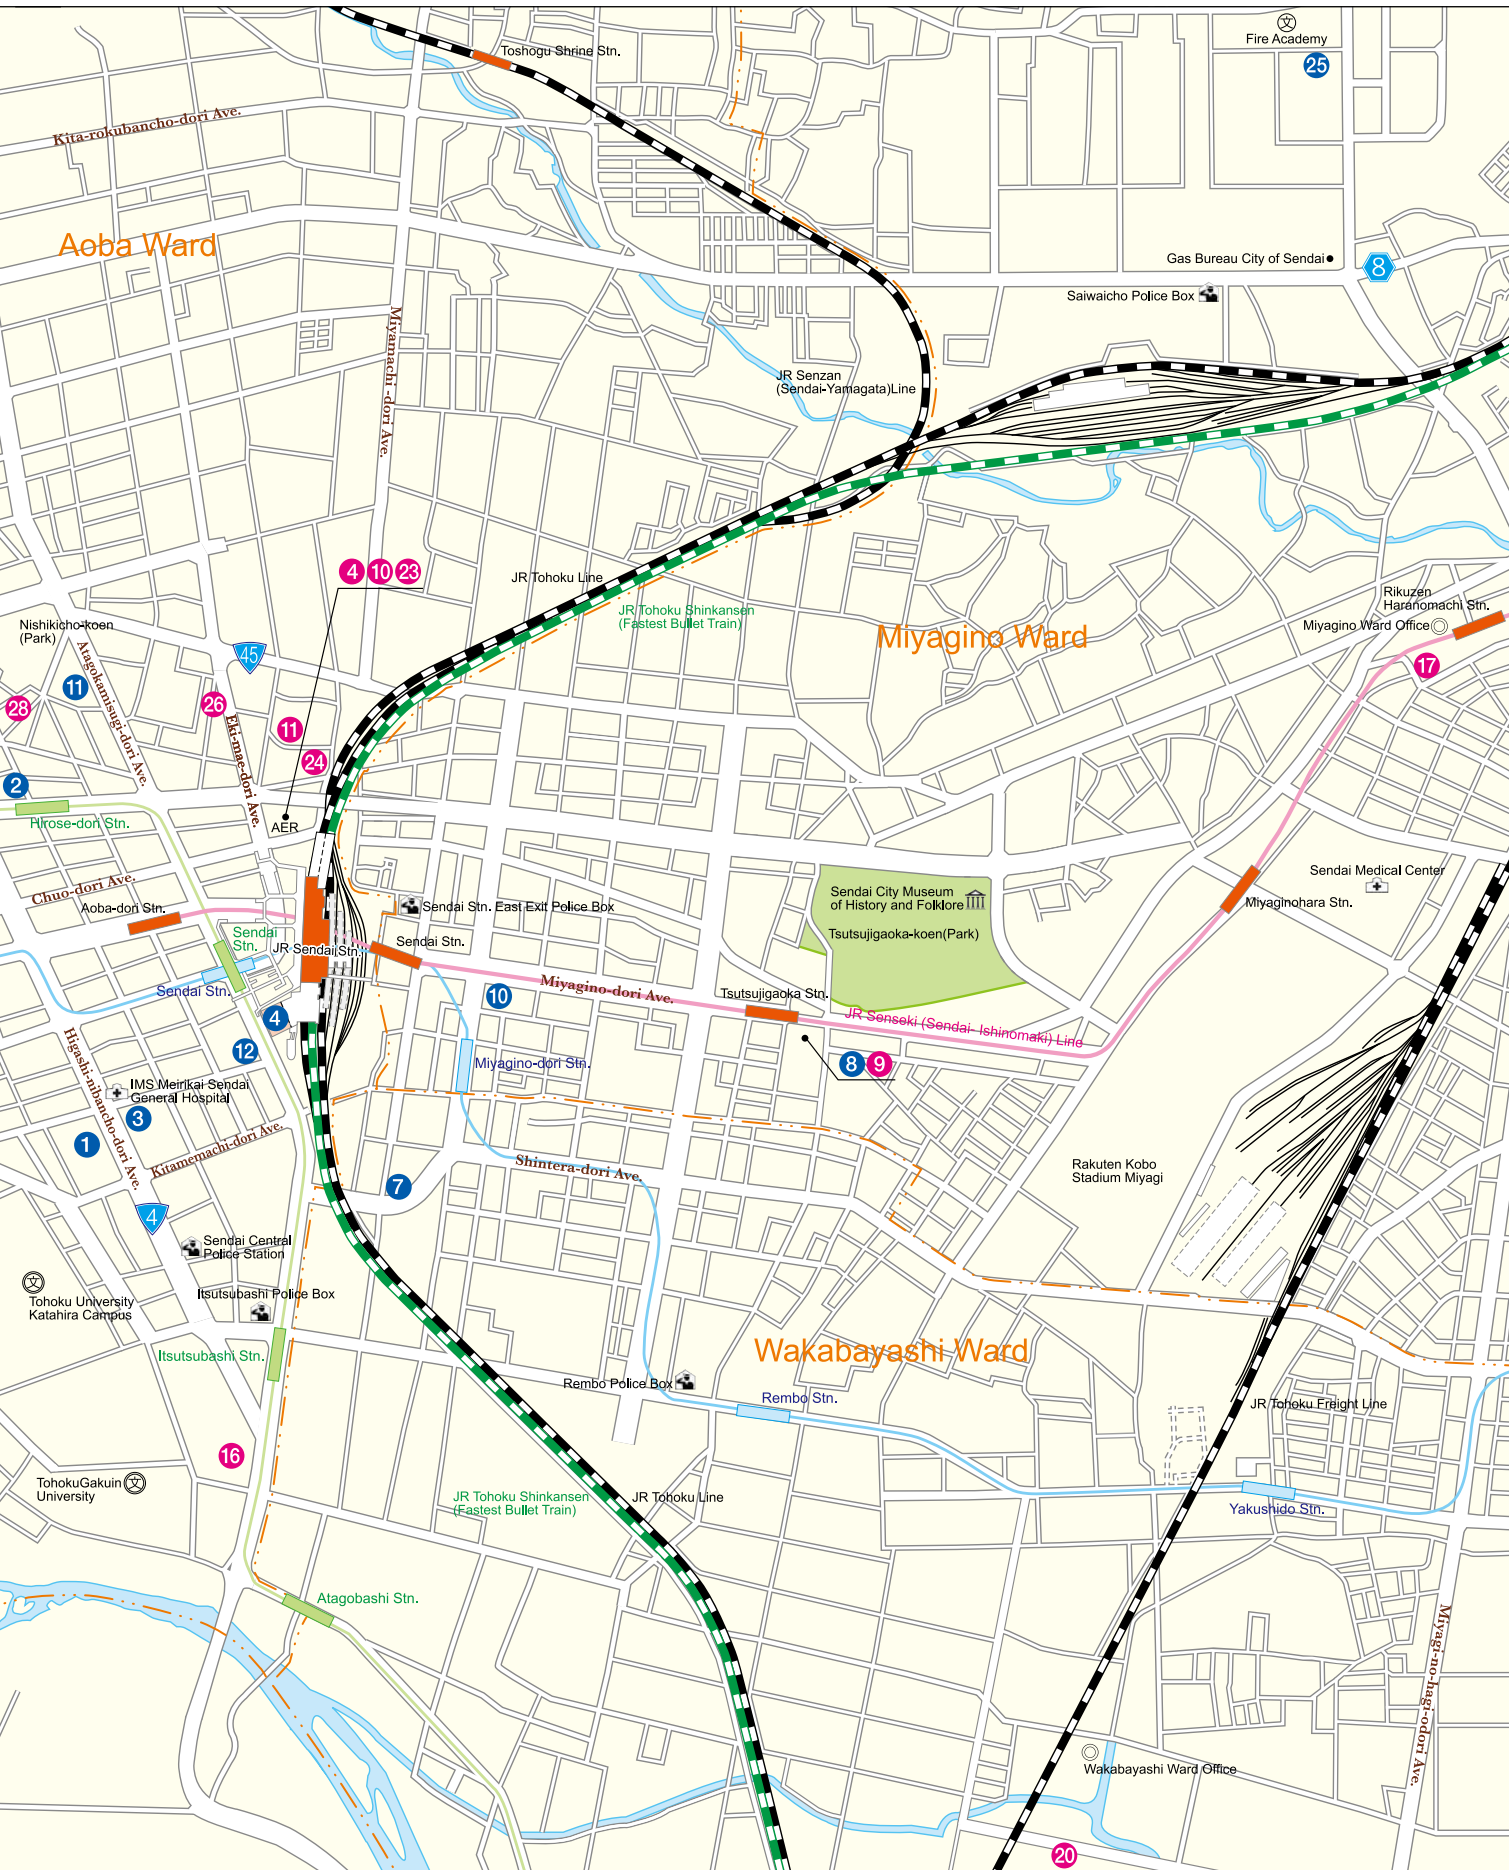 Toshogu Shrine Stn.
Fire Academy
25
Kita-rokubancho-dori Ave.
Aoba Ward
Gas Bureau City of Sendai
8
Saiwaicho Police Box
Miyamachi-dori Ave.
JR Senzan
(Sendai-Yamagata)Line
4 10 23
JR Tohoku Line
JR Tohoku Shinkansen
(Fastest Bullet Train)
Miyagino Ward
Rikuzen
Haranomachi Stn.
Miyagino Ward Office
17
Nishikicho-koen
(Park)
45
11
28
26
Atagokamisugi-dori Ave.
Eki-mae-dori Ave.
11
24
2
Hirose-dori Stn.
AER
Chuo-dori Ave.
Aoba-dori Stn.
Sendai
Stn.
JR Sendai Stn.
Sendai Stn.
Sendai Stn. East Exit Police Box
Sendai Stn.
Sendai City Museum
of History and Folklore
Tsutsujigaoka-koen(Park)
Sendai Medical Center
Miyaginohara Stn.
10
Miyagino-dori Ave.
Tsutsujigaoka Stn.
JR Senseki (Sendai- Ishinomaki) Line
4
12
8 9
Miyagino-dori Stn.
Higashi-nibancho-dori Ave.
IMS Meirikai Sendai
General Hospital
3
1
Kitamemachi-dori Ave.
Shintera-dori Ave.
7
Rakuten Kobo
Stadium Miyagi
4
Sendai Central
Police Station
Tohoku University
Katahira Campus
Itsutsubashi Police Box
Itsutsubashi Stn.
Wakabayashi Ward
Rembo Police Box
Rembo Stn.
JR Tohoku Freight Line
16
TohokuGakuin
University
JR Tohoku Shinkansen
(Fastest Bullet Train)
JR Tohoku Line
Yakushido Stn.
Atagobashi Stn.
Miyagi-no-hagi-odori Ave.
Wakabayashi Ward Office
20